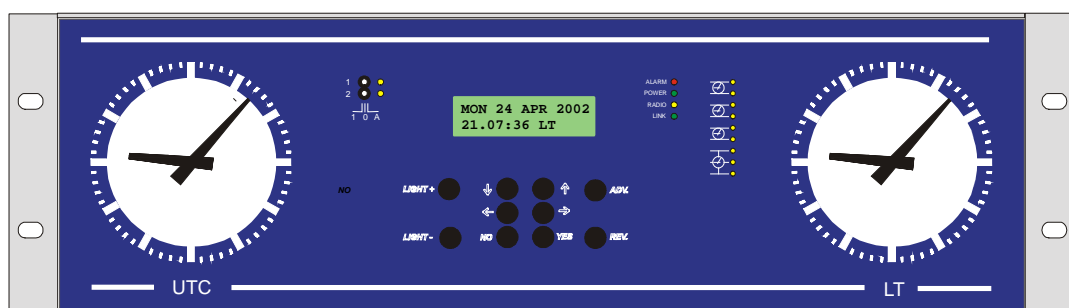 1
2
1 0 A
MON 24 APR 2002
21.07:36 LT
ALARM
POWER
RADIO
LINK
NO
LIGHT +
ADV.
LIGHT -
NO
YES
REV.
UTC
LT